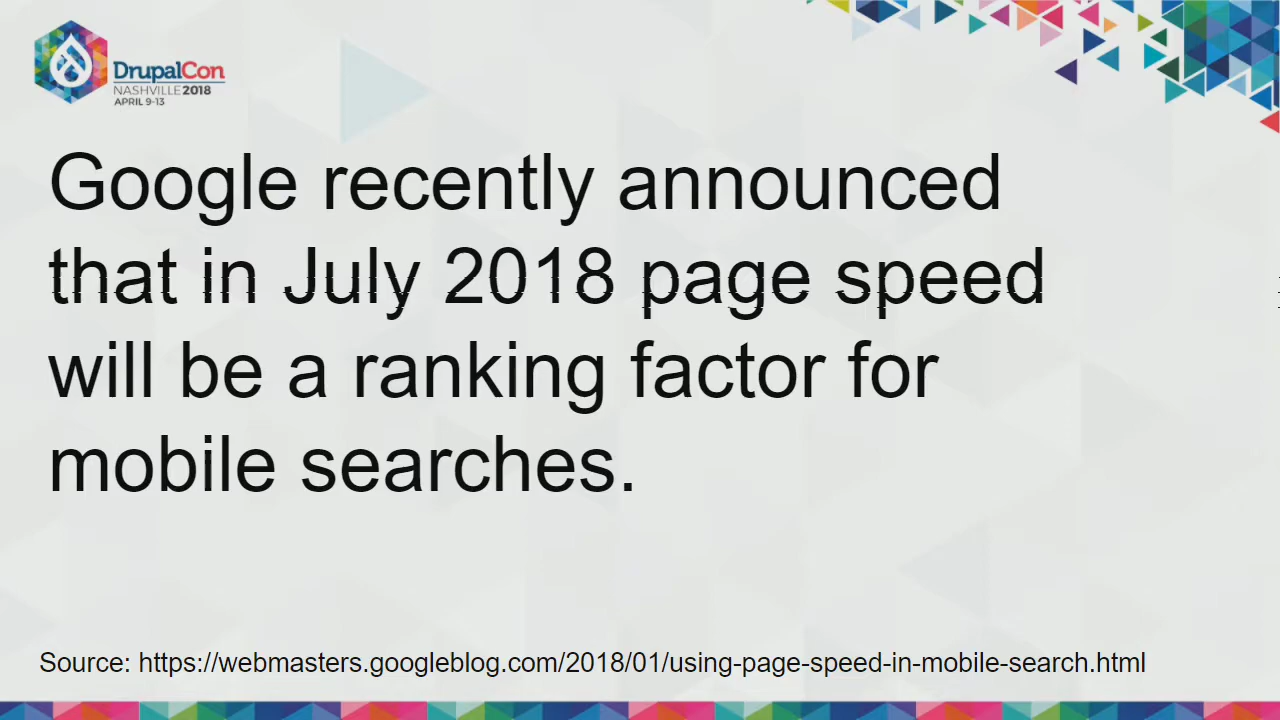 DrupalCon
NASHVILLE 2018
APRIL 9-13
Google recently announced
that in July 2018 page speed
will be a ranking factor for
mobile searches.
Source: https://webmasters.googleblog.com/2018/01/using-page-speed-in-mobile-search.html